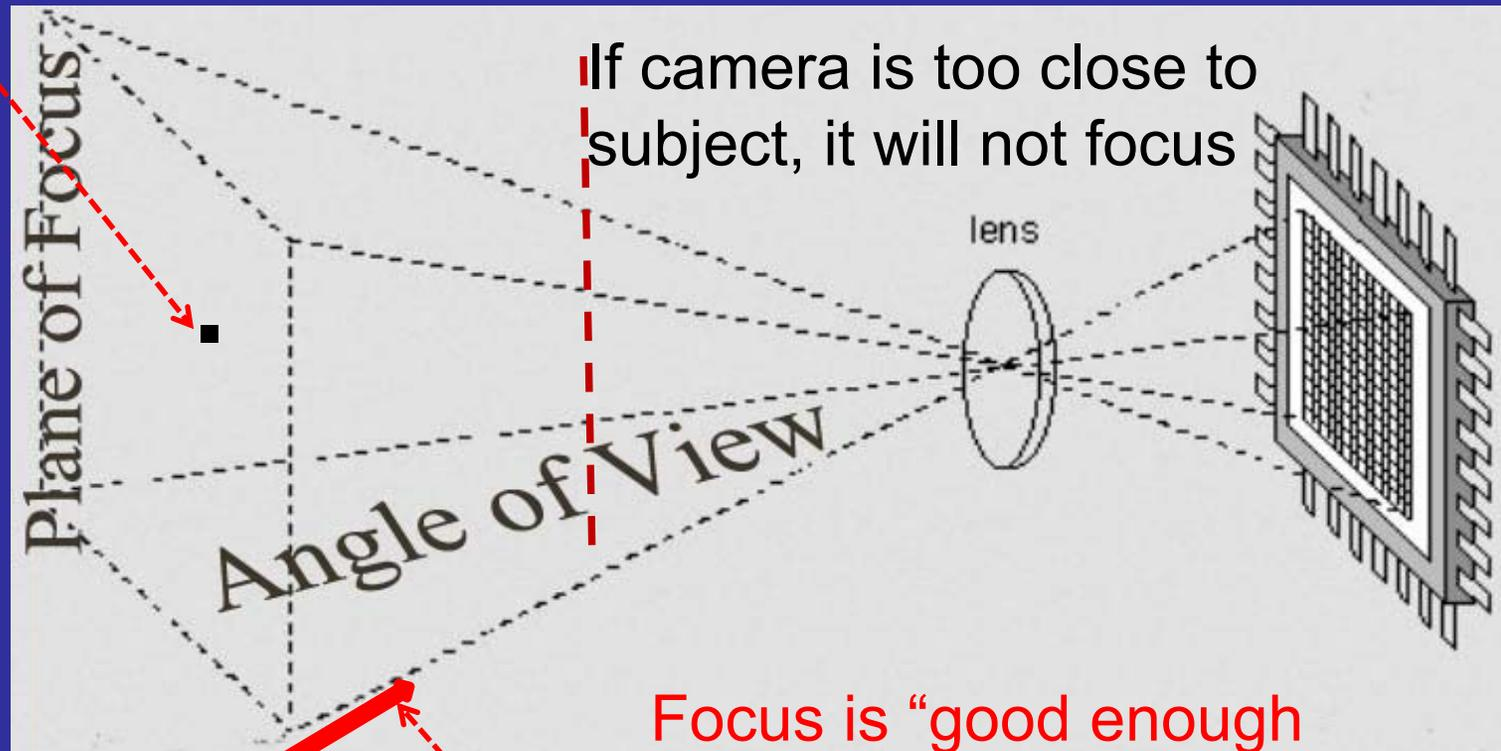 Plane of Focus
If camera is too close to
subject, it will not focus
lens
Angle of View
Focus is “good enough